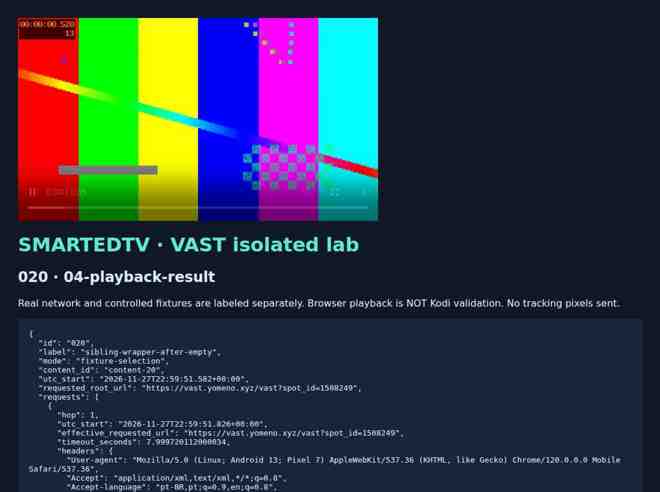 00:00:00.520
13
SMARTEDTV · VAST isolated lab
020 · 04-playback-result
Real network and controlled fixtures are labeled separately. Browser playback is NOT Kodi validation. No tracking pixels sent.
{
"id": "020",
"label": "sibling-wrapper-after-empty",
"mode": "fixture-selection",
"content_id": "content-20",
"utc_start": "2026-11-27T22:59:51.582+00:00",
"requested_root_url": "https://vast.yomeno.xyz/vast?spot_id=1508249",
"requests": [
{
"hop": 1,
"utc_start": "2026-11-27T22:59:51.826+00:00",
"effective_requested_url": "https://vast.yomeno.xyz/vast?spot_id=1508249",
"timeout_seconds": 7.999720112000034,
"headers": {
"User-agent": "Mozilla/5.0 (Linux; Android 13; Pixel 7) AppleWebKit/537.36 (KHTML, like Gecko) Chrome/120.0.0.0 Mobile
Safari/537.36",
"Accept": "application/xml,text/xml,*/*;q=0.8",
"Accept-language": "pt-BR,pt;q=0.9,en;q=0.8",